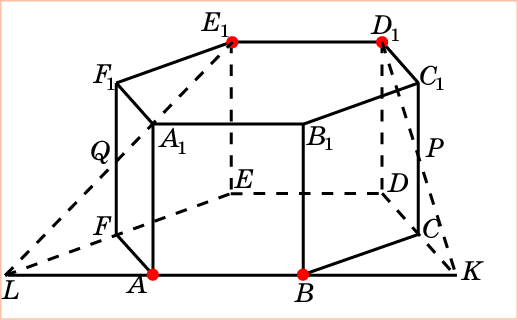 E₁ D₁
F₁ C₁
A₁ B₁
Q P
E D
F C
L A B K